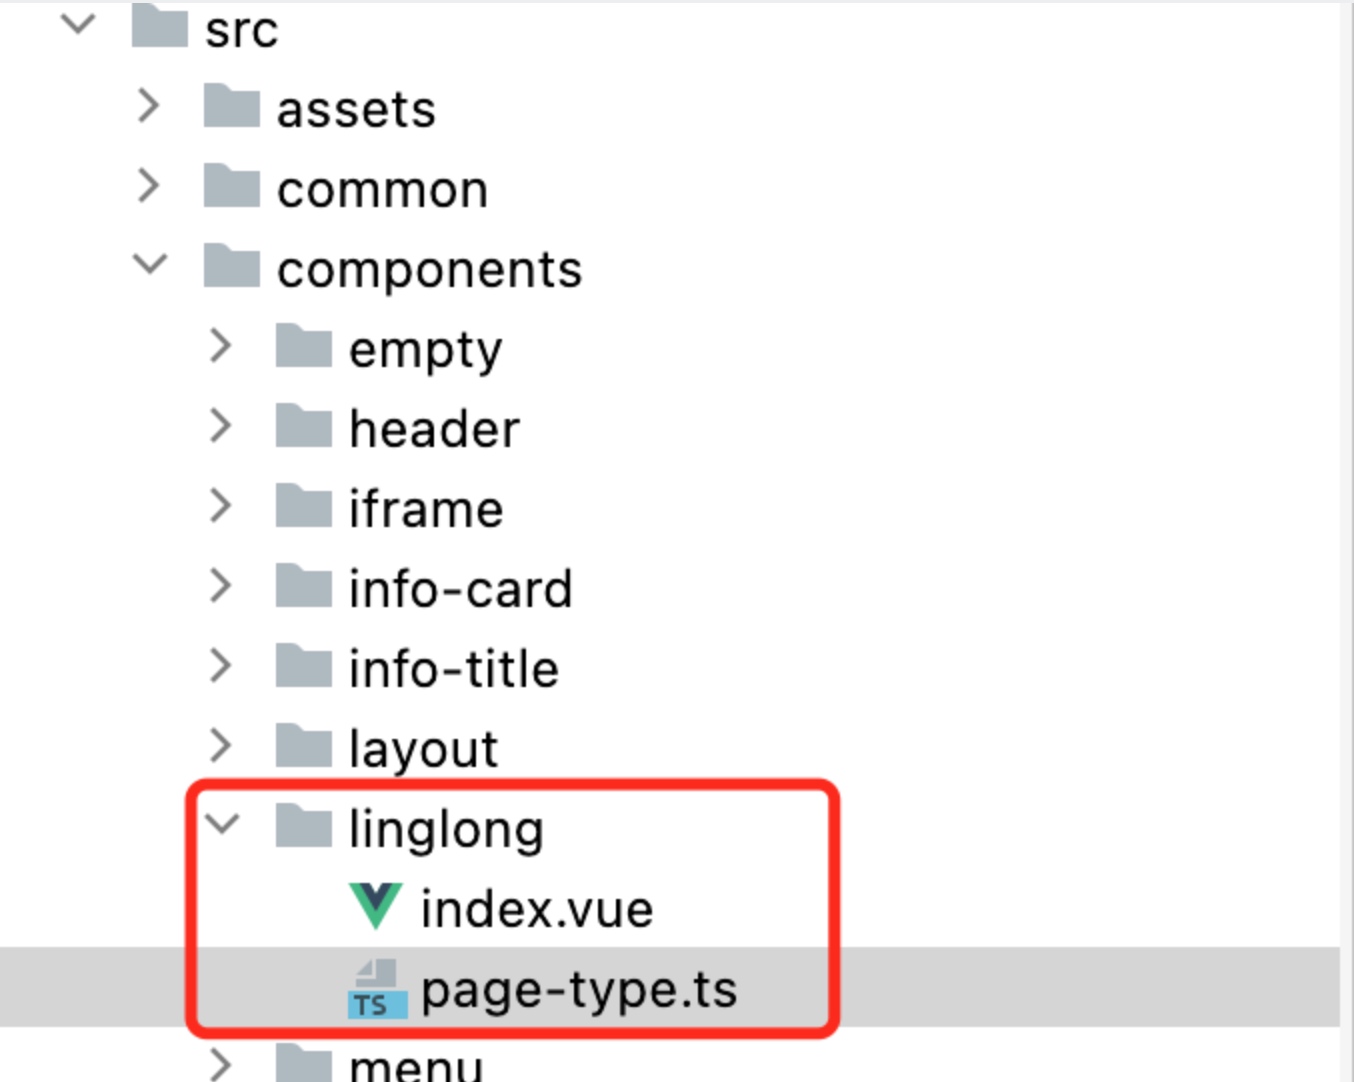 src
assets
common
components
empty
header
iframe
info-card
info-title
layout
linglong
index.vue
TS page-type.ts
menu